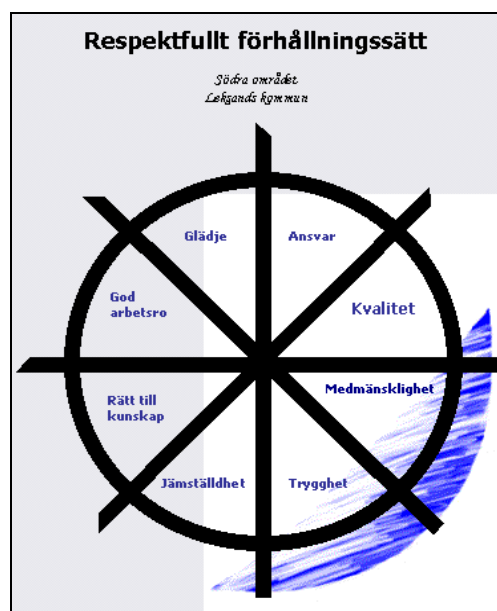 Respektfullt förhållningssätt
Södra området
Leksands kommun
Glädje
Ansvar
God
arbetsro
Kvalitet
Rätt till
kunskap
Medmänsklighet
Jämställdhet
Trygghet